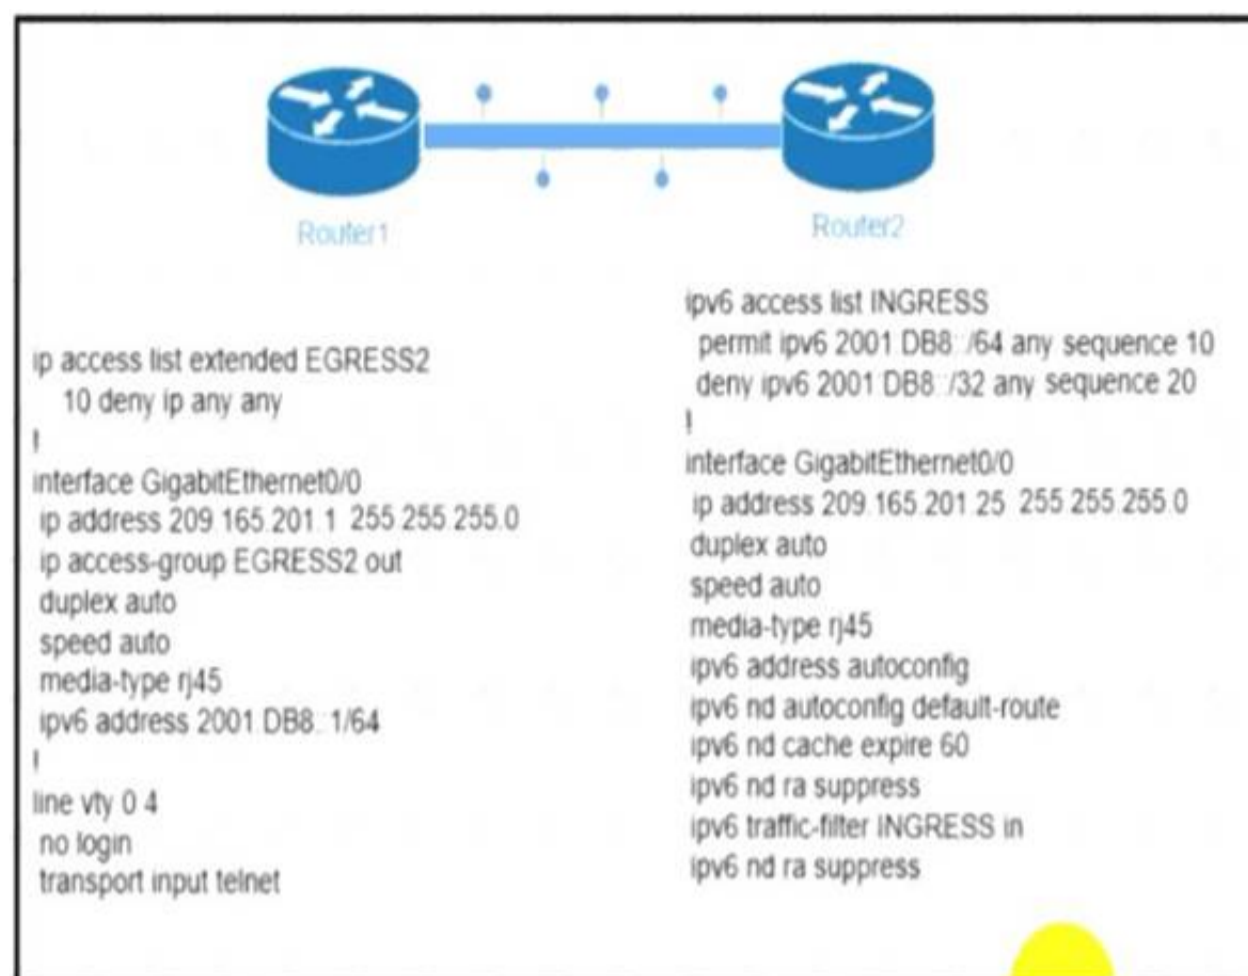 Router1
Router2
ip access list extended EGRESS2
10 deny ip any any
!
interface GigabitEthernet0/0
ip address 209.165.201.1 255.255.255.0
ip access-group EGRESS2 out
duplex auto
speed auto
media-type rj45
ipv6 address 2001:DB8::1/64
!
line vty 0 4
no login
transport input telnet
ipv6 access list INGRESS
permit ipv6 2001:DB8::/64 any sequence 10
deny ipv6 2001:DB8::/32 any sequence 20
!
interface GigabitEthernet0/0
ip address 209.165.201.25 255.255.255.0
duplex auto
speed auto
media-type rj45
ipv6 address autoconfig
ipv6 nd autoconfig default-route
ipv6 nd cache expire 60
ipv6 nd ra suppress
ipv6 traffic-filter INGRESS in
ipv6 nd ra suppress